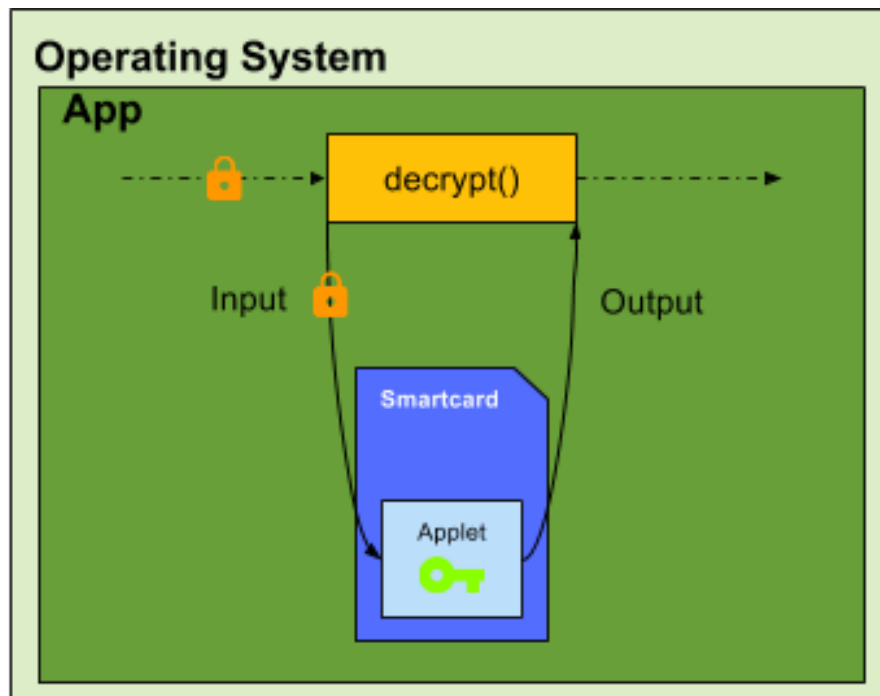 Operating System
App
decrypt()
Input
Output
Smartcard
Applet